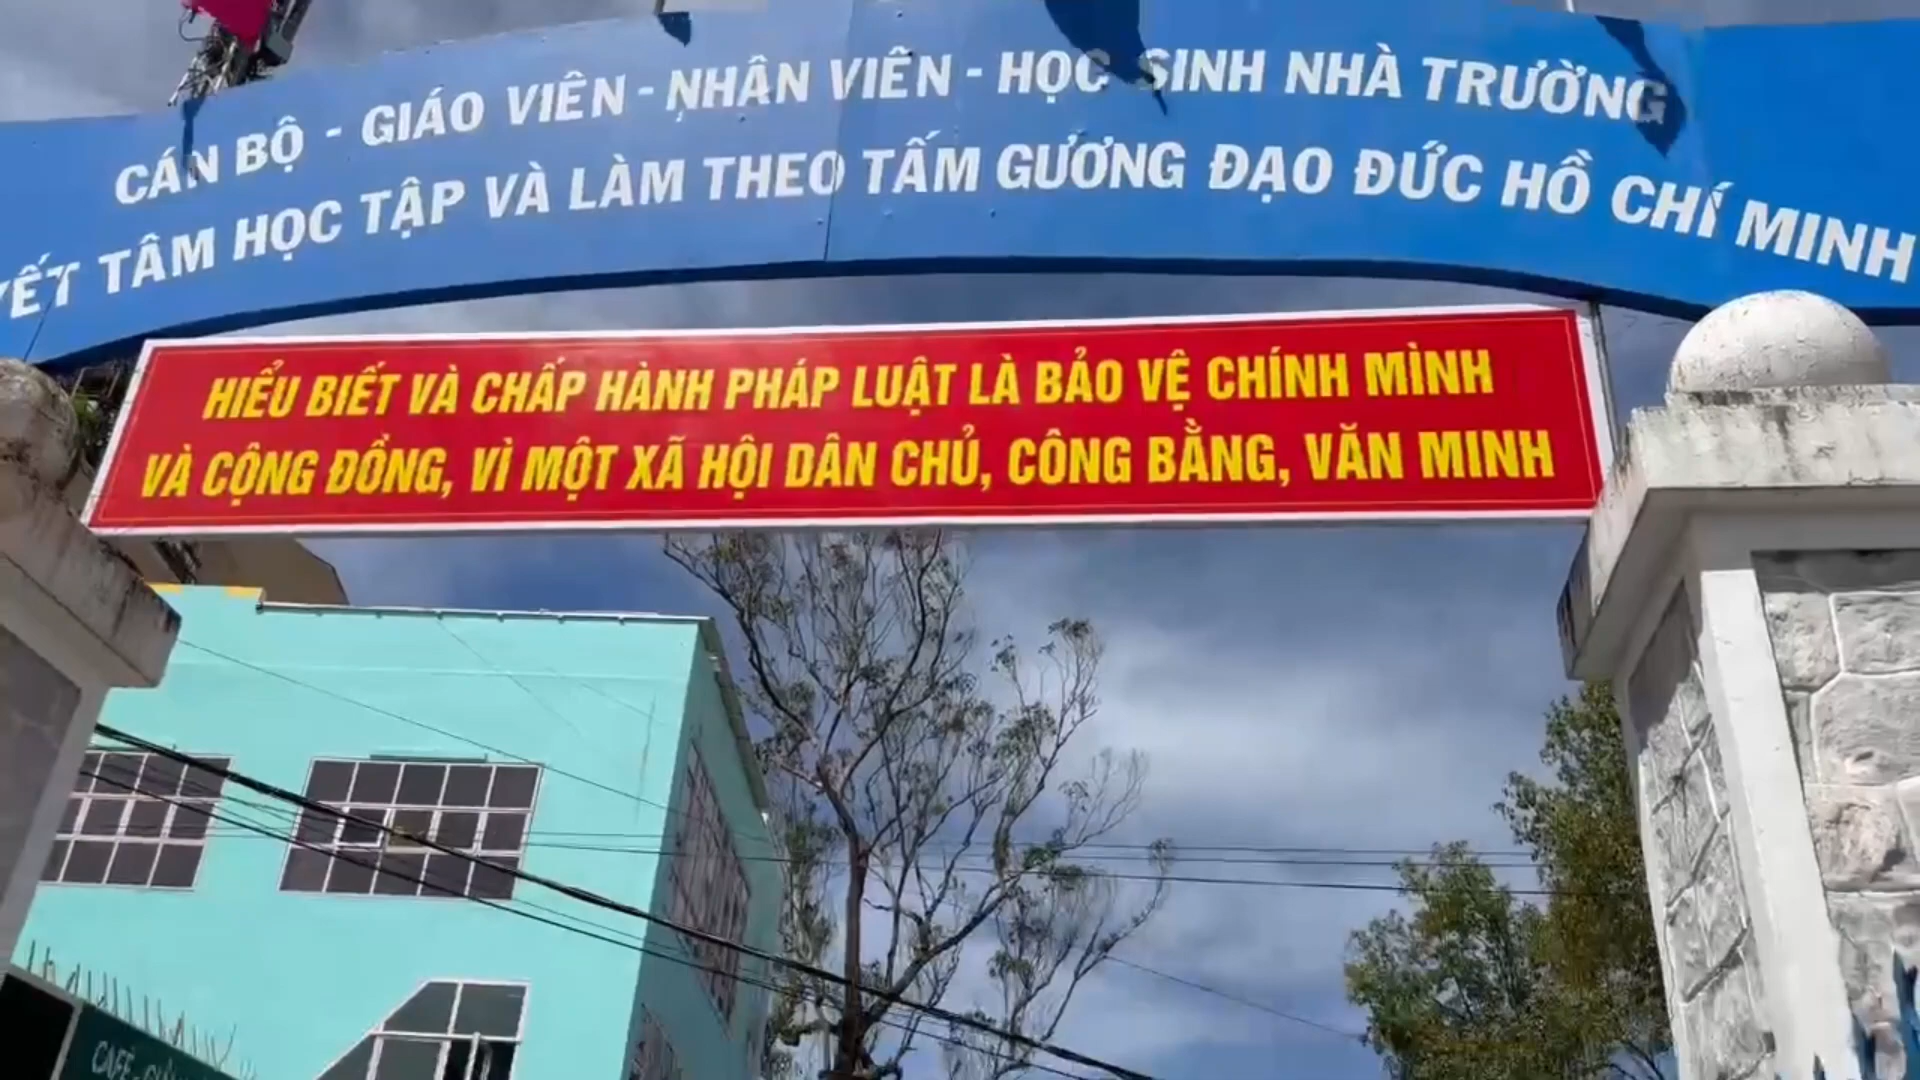 CÁN BỘ - GIÁO VIÊN - NHÂN VIÊN - HỌC SINH NHÀ TRƯỜNG
TÂM HỌC TẬP VÀ LÀM THEO TẤM GƯƠNG ĐẠO ĐỨC HỒ CHÍ MINH
HIỂU BIẾT VÀ CHẤP HÀNH PHÁP LUẬT LÀ BẢO VỆ CHÍNH MÌNH
VÀ CỘNG ĐỒNG, VÌ MỘT XÃ HỘI DÂN CHỦ, CÔNG BẰNG, VĂN MINH
CAFÉ